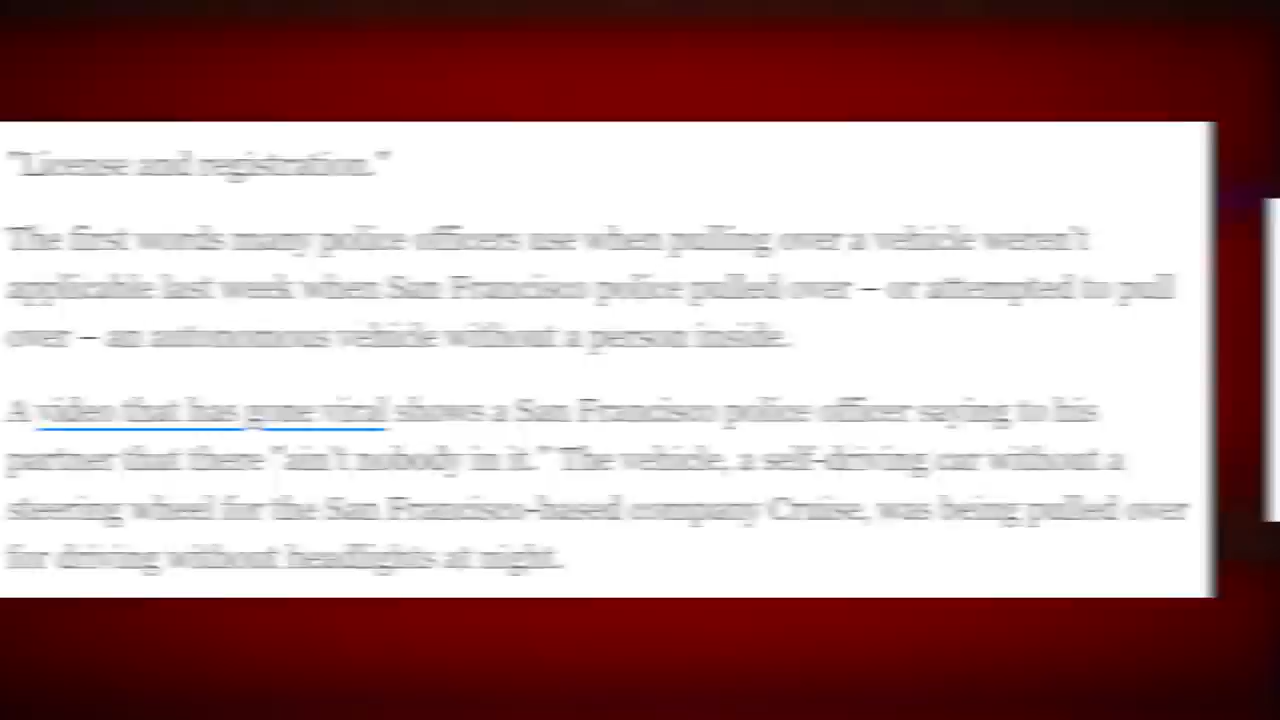 "License and registration."
The first words many police officers use when pulling over a vehicle weren't
applicable last week when San Francisco police pulled over – or attempted to pull
over – an autonomous vehicle without a person inside.
A video that has gone viral shows a San Francisco police officer saying to his
partner that there "ain't nobody in it." The vehicle, a self-driving car without a
steering wheel for the San Francisco-based company Cruise, was being pulled over
for driving without headlights at night.